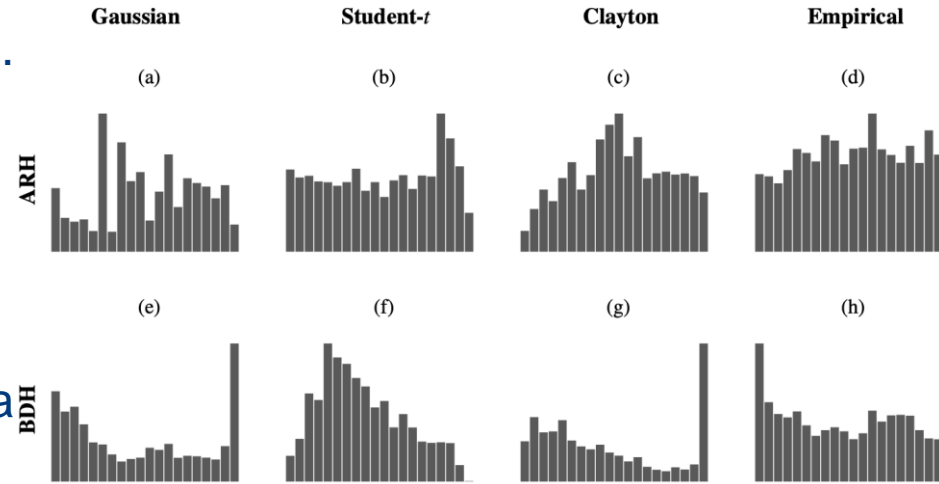 Gaussian Student-t Clayton Empirical
.
(a) (b) (c) (d)
ARH
(e) (f) (g) (h)
a
BDH